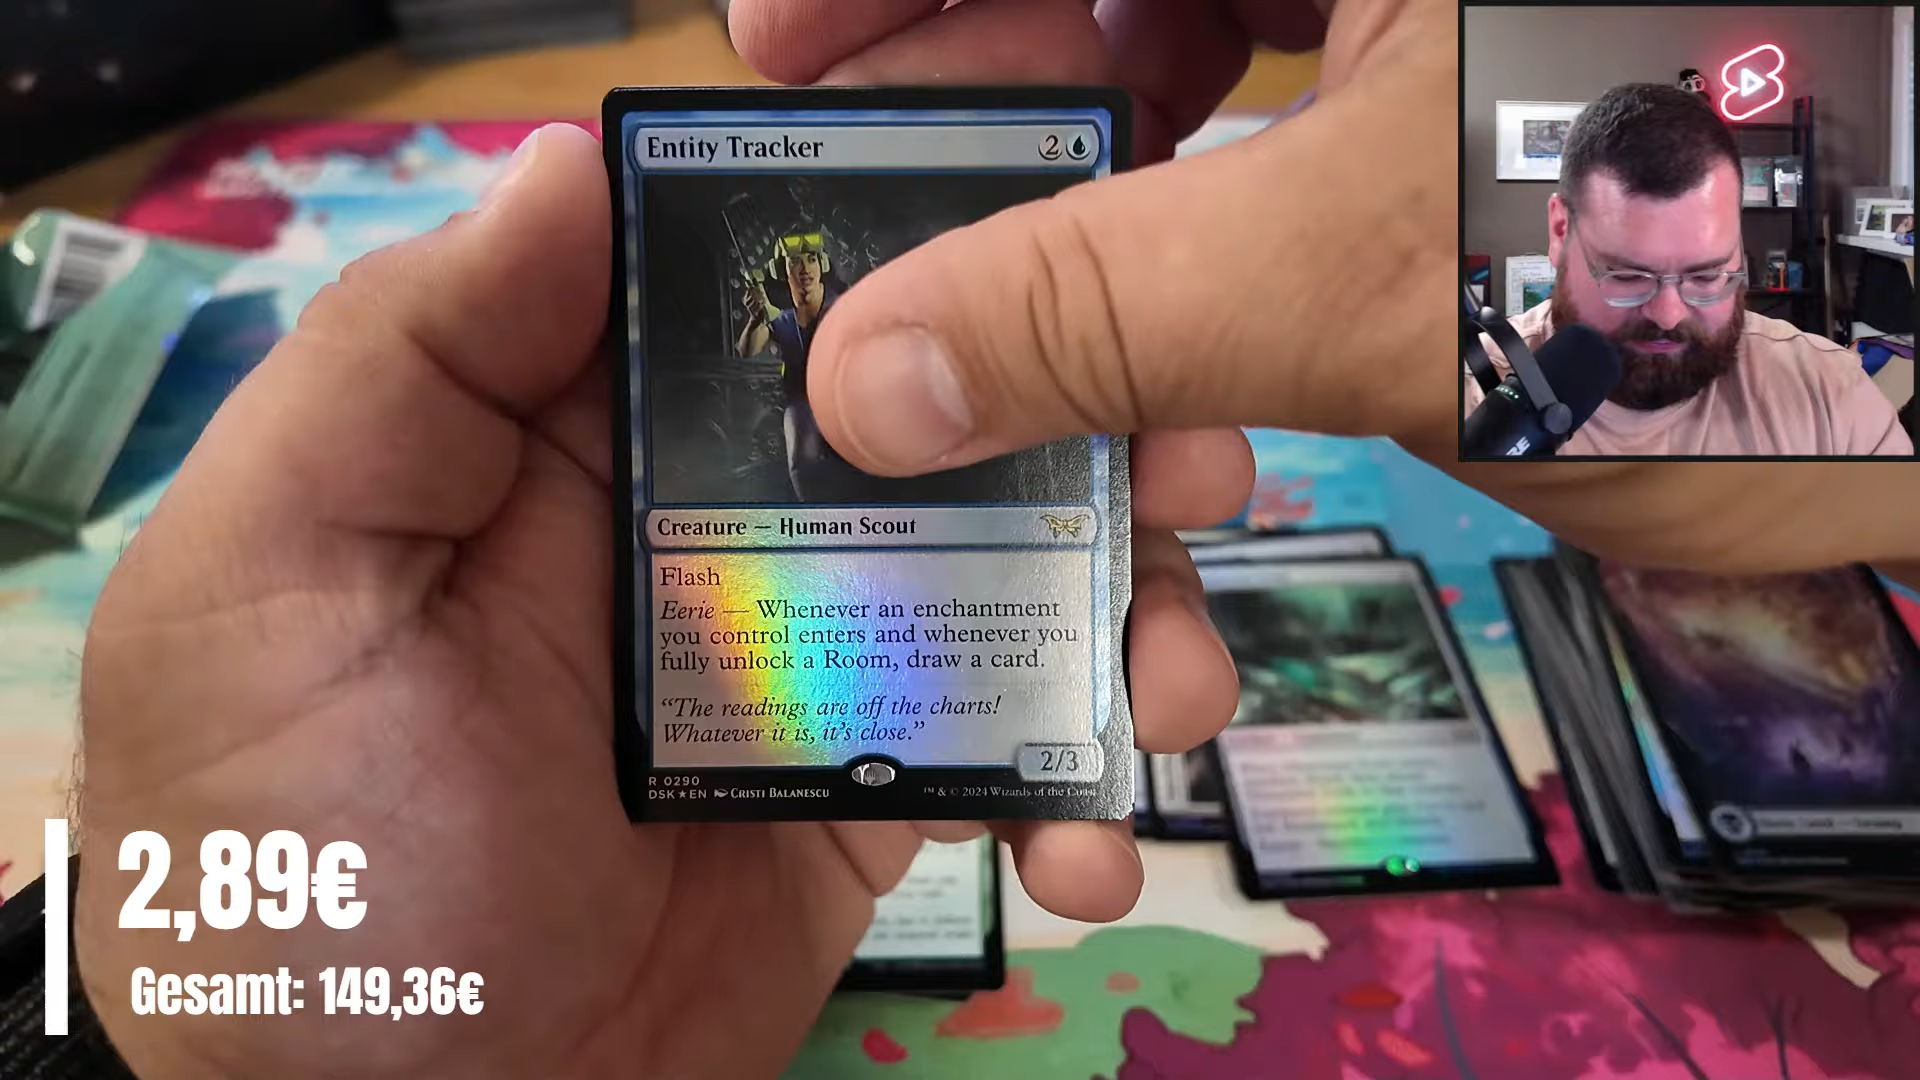 Entity Tracker
2
Creature — Human Scout
Flash
Eerie — Whenever an enchantment
you control enters and whenever you
fully unlock a Room, draw a card.
“The readings are off the charts!
Whatever it is, it’s close.”
2/3
R 0290
DSK★EN CRISTI BALANESCU
™ & © 2024 Wizards of the Coast
2,89€
Gesamt: 149,36€